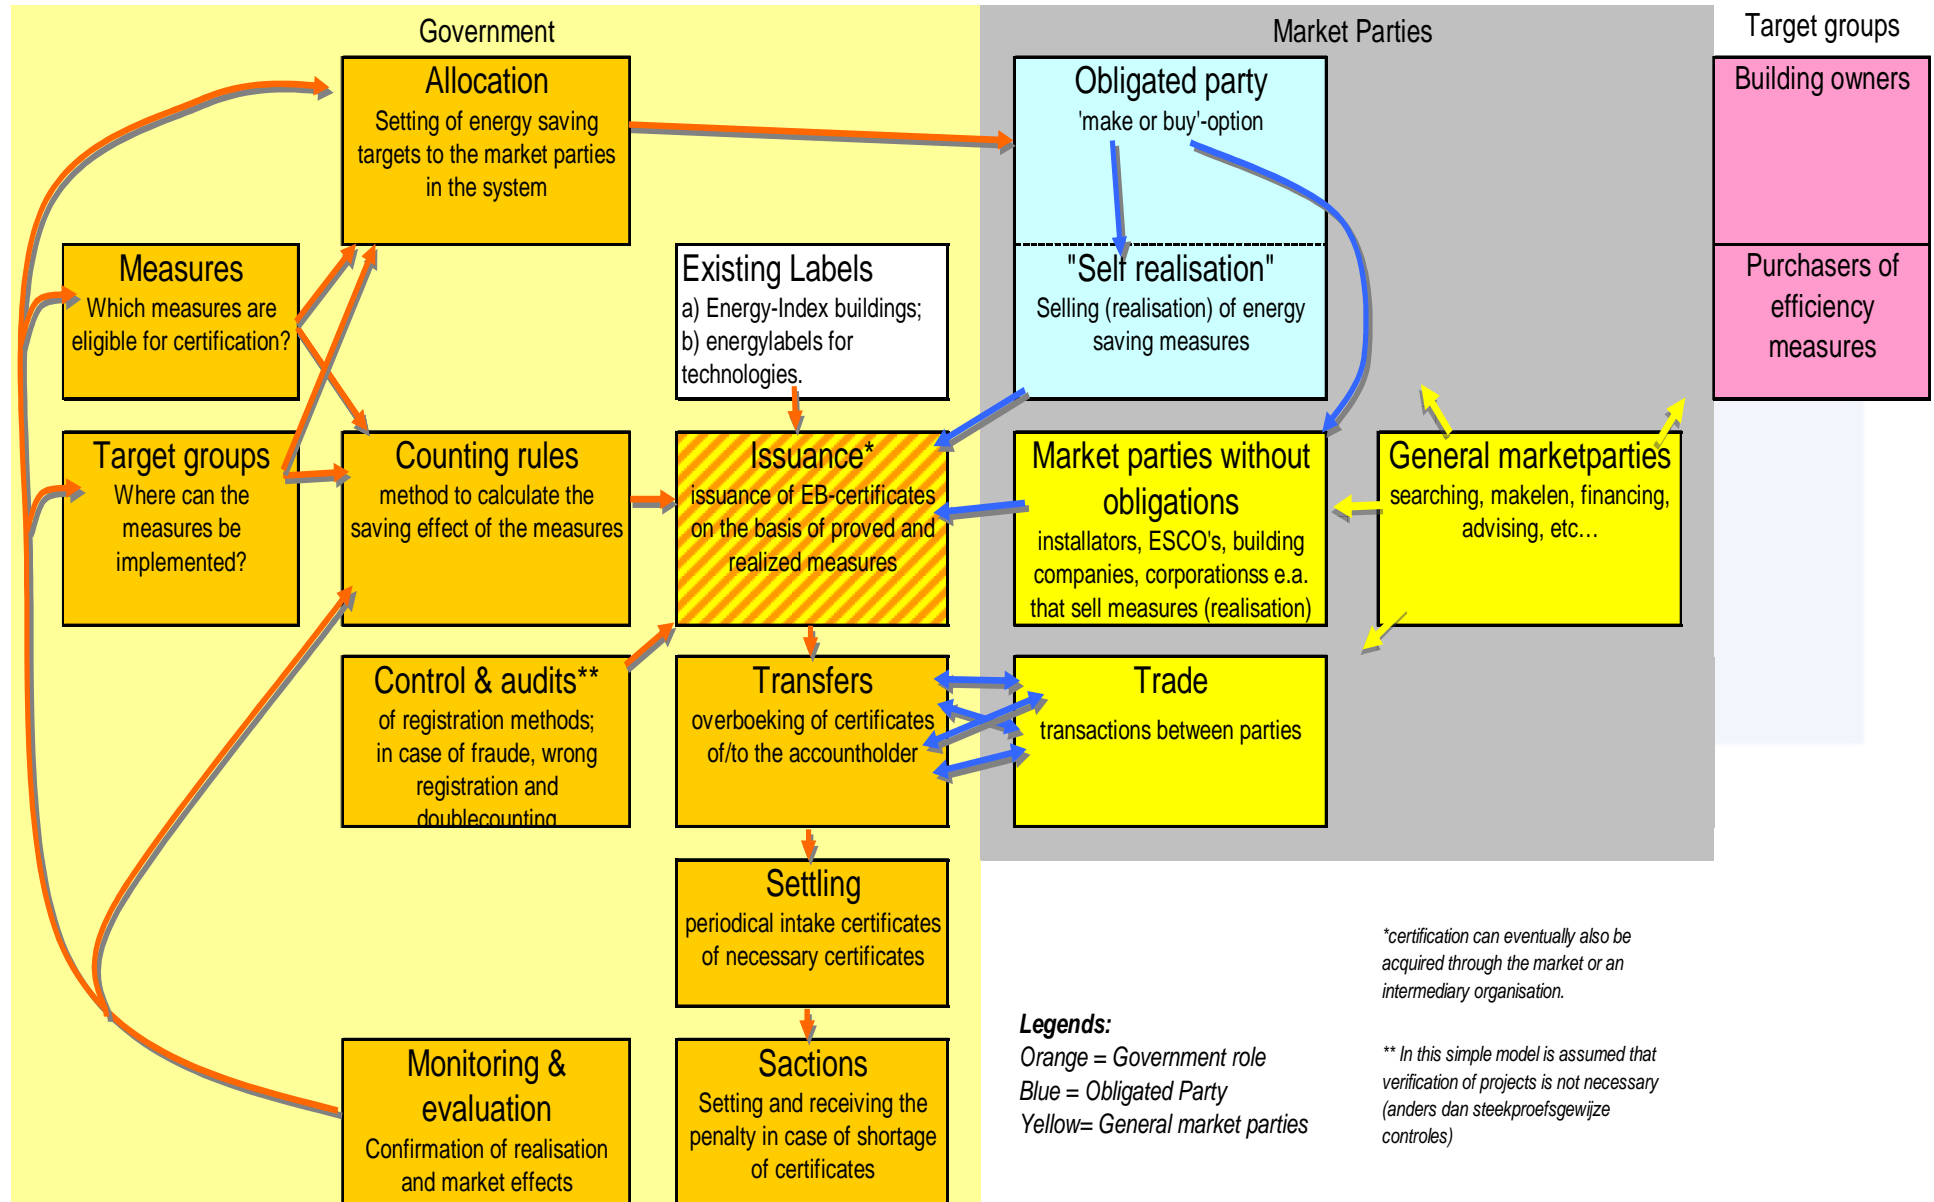 Government
Market Parties
Target groups
Allocation
Setting of energy saving
targets to the market parties
in the system
Obligated party
'make or buy'-option
Building owners
Measures
Which measures are
eligible for certification?
Existing Labels
a) Energy-Index buildings;
b) energylabels for
technologies.
"Self realisation"
Selling (realisation) of energy
saving measures
Purchasers of
efficiency
measures
Target groups
Where can the
measures be
implemented?
Counting rules
method to calculate the
saving effect of the measures
Issuance*
issuance of EB-certificates
on the basis of proved and
realized measures
Market parties without
obligations
installators, ESCO's, building
companies, corporationss e.a.
that sell measures (realisation)
General marketparties
searching, makelen, financing,
advising, etc...
Control & audits**
of registration methods;
in case of fraude, wrong
registration and
doublecounting
Transfers
overboeking of certificates
of/to the accountholder
Trade
transactions between parties
Settling
periodical intake certificates
of necessary certificates
Monitoring &
evaluation
Confirmation of realisation
and market effects
Sactions
Setting and receiving the
penalty in case of shortage
of certificates
Legends:
Orange = Government role
Blue = Obligated Party
Yellow= General market parties
*certification can eventually also be
acquired through the market or an
intermediary organisation.
** In this simple model is assumed that
verification of projects is not necessary
(anders dan steekproefsgewijze
controles)